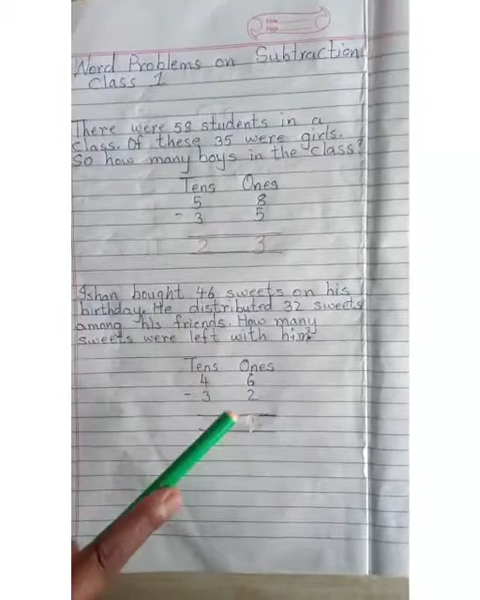 Date
Page
Word Problems on Subtraction
Class 1
There were 58 students in a
class. Of these 35 were girls.
So how many boys in the class?
Tens Ones
5 8
- 3 5
2 3
Ishan bought 46 sweets on his
birthday. He distributed 32 sweets
among his friends. How many
sweets were left with him?
Tens Ones
4 6
- 3 2